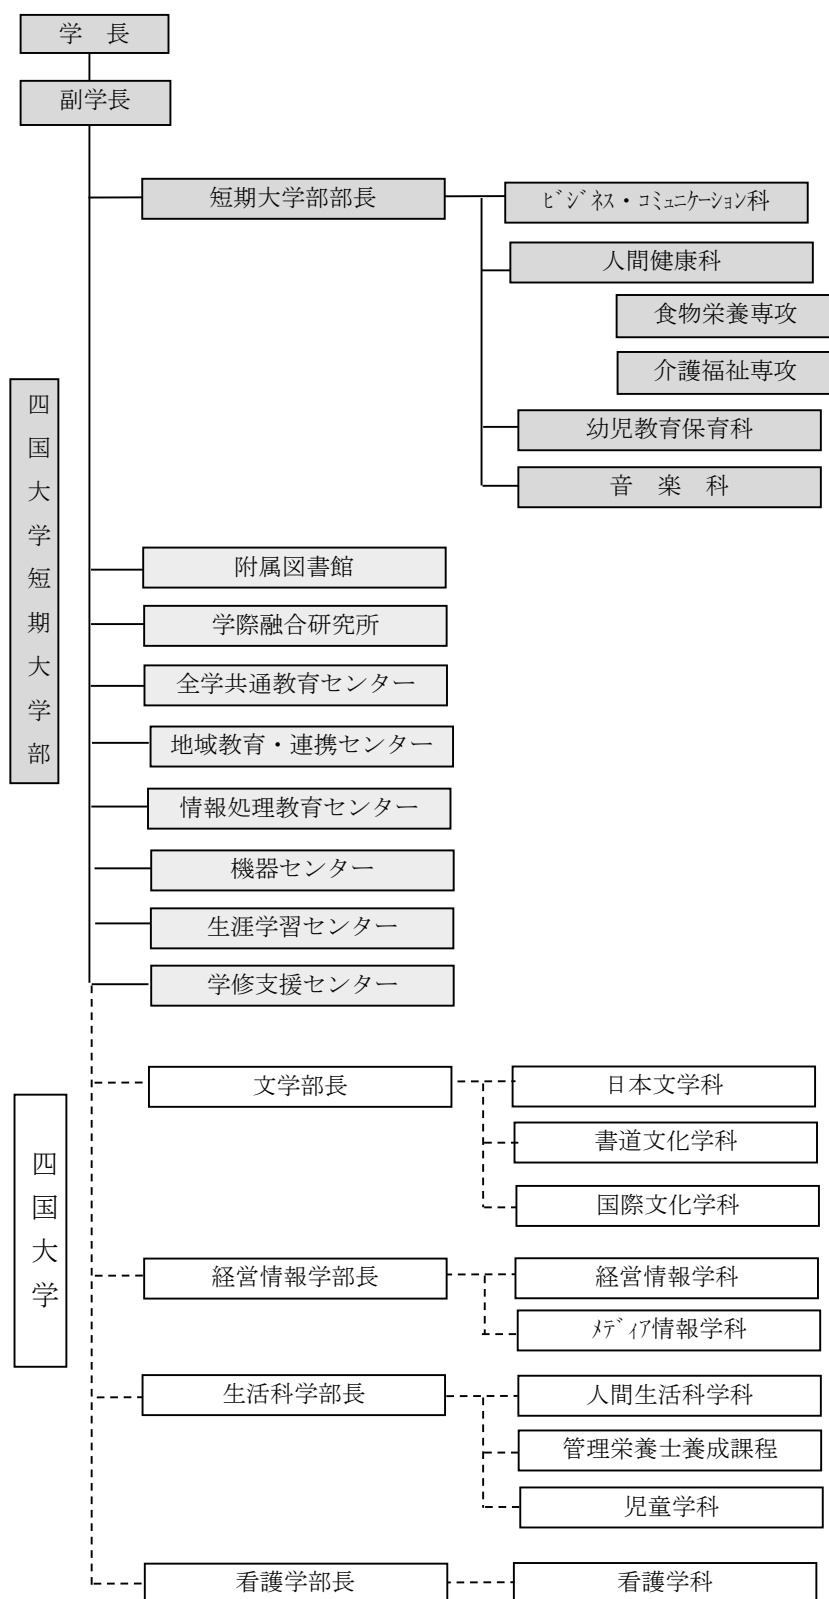 学　長
副学長
短期大学部部長
ﾋﾞｼﾞﾈｽ・ｺﾐｭﾆｹｰｼｮﾝ科
人間健康科
食物栄養専攻
介護福祉専攻
幼児教育保育科
音　楽　科
四国大学短期大学部
附属図書館
学際融合研究所
全学共通教育センター
地域教育・連携センター
情報処理教育センター
機器センター
生涯学習センター
学修支援センター
四国大学
文学部長
日本文学科
書道文化学科
国際文化学科
経営情報学部長
経営情報学科
ﾒﾃﾞｨｱ情報学科
生活科学部長
人間生活科学科
管理栄養士養成課程
児童学科
看護学部長
看護学科